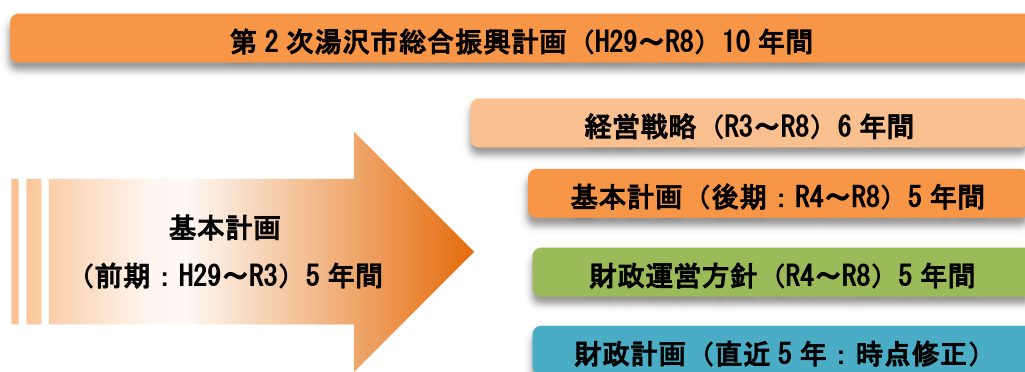 第2次湯沢市総合振興計画（H29～R8）10年間
経営戦略（R3～R8）6年間
基本計画（後期：R4～R8）5年間
基本計画
（前期：H29～R3）5年間
財政運営方針（R4～R8）5年間
財政計画（直近5年：時点修正）